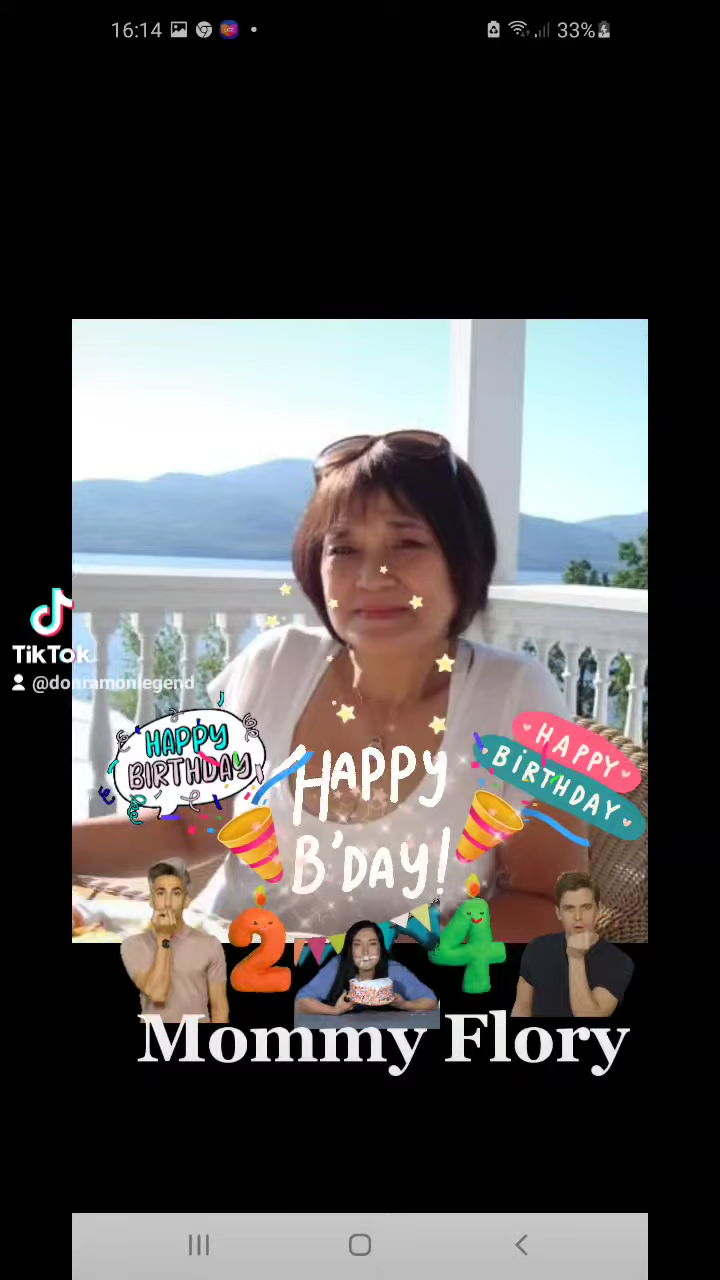 16:14
33%
TikTok
@donramonlegend
HAPPY
BIRTHDAY
HAPPY
BIRTHDAY
HAPPY
B'DAY!
2 4
Mommy Flory